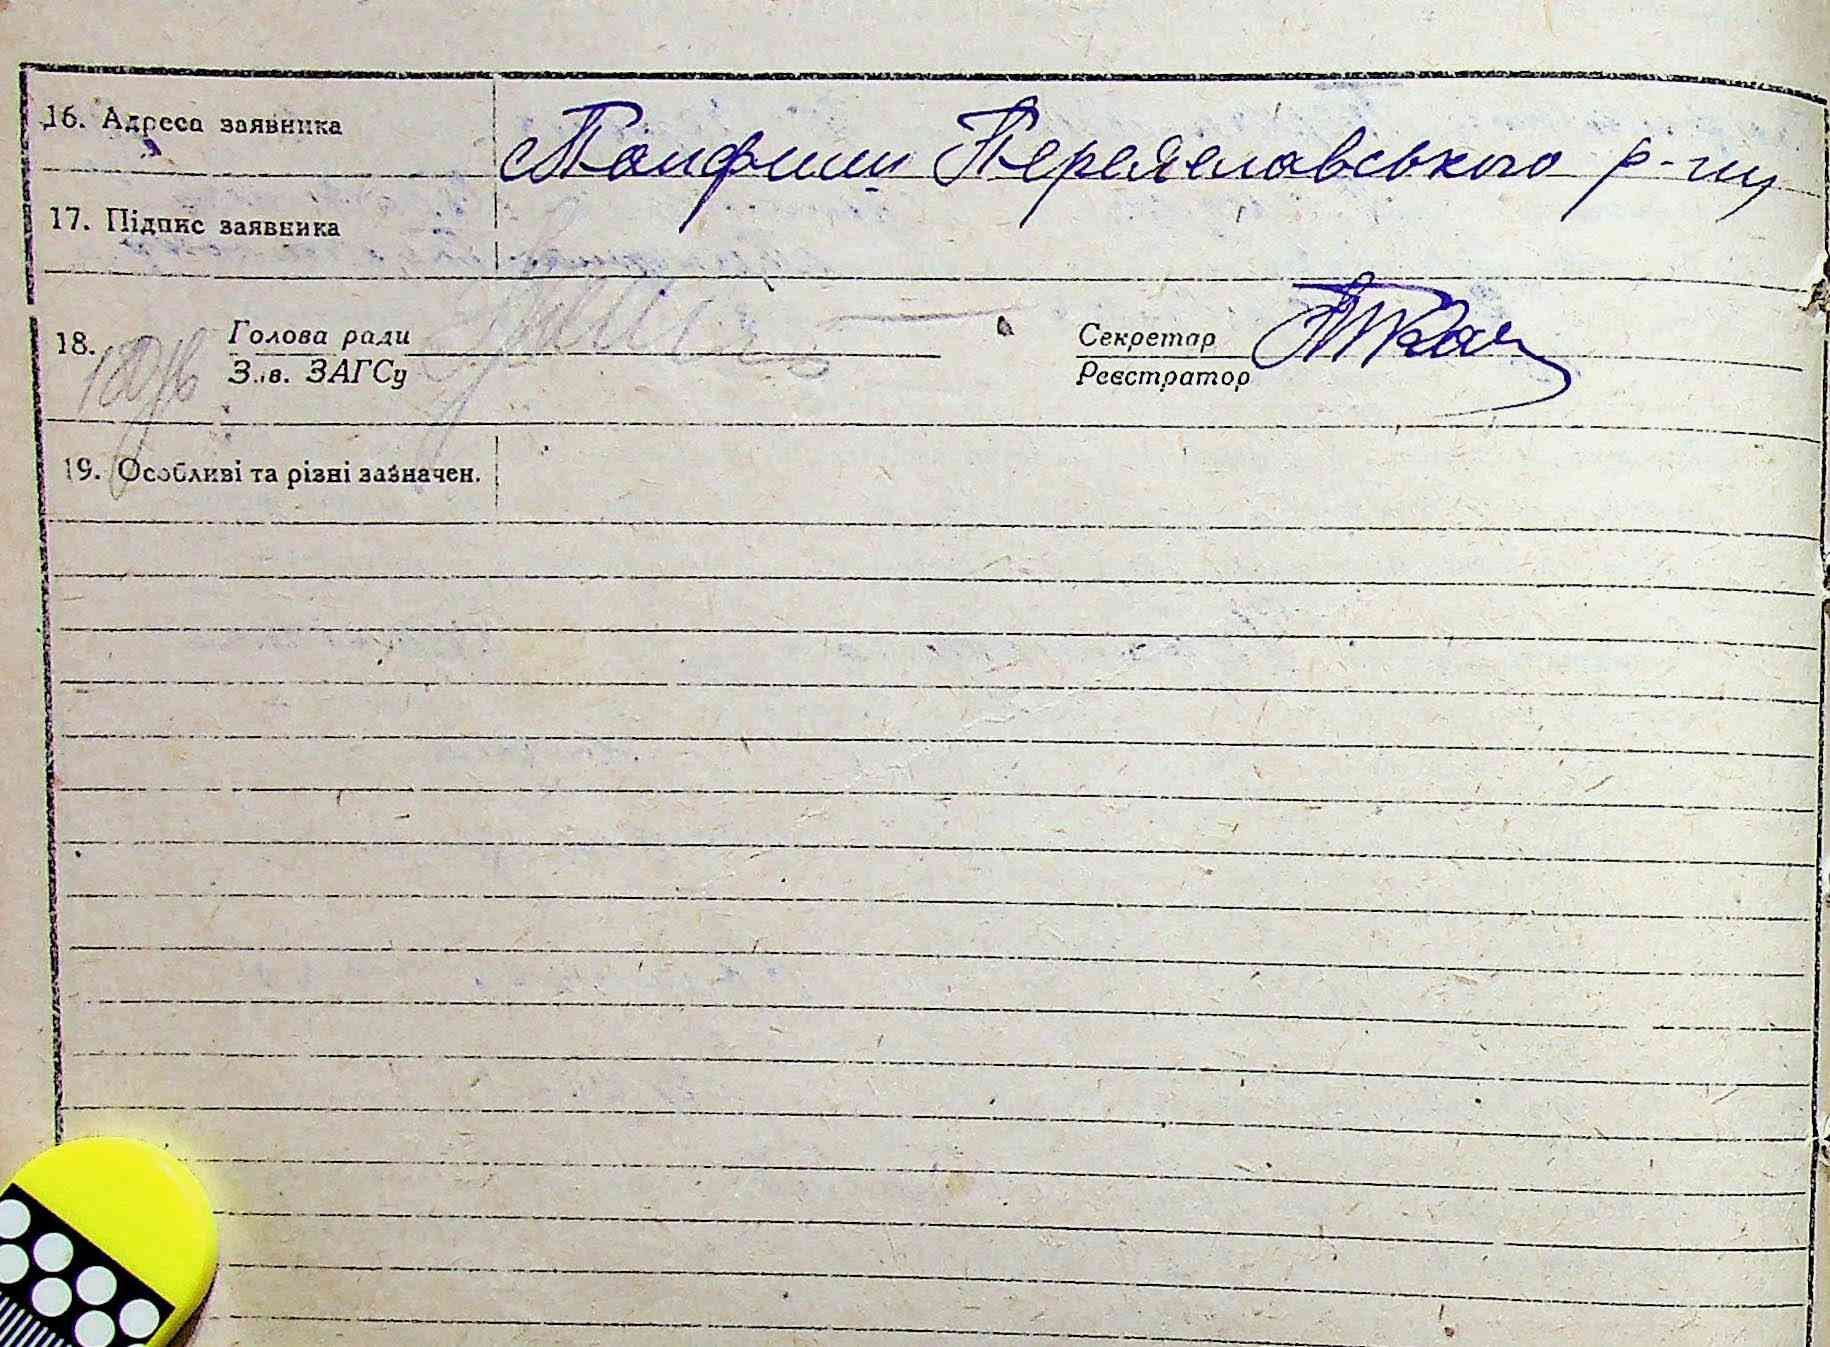 16. Адреса заявника с Панфили Переяславського р-ну
17. Підпис заявника
18. Голова ради Секретар
Зав. ЗАГСу Реєстратор
19. Особливі та різні зазначен.